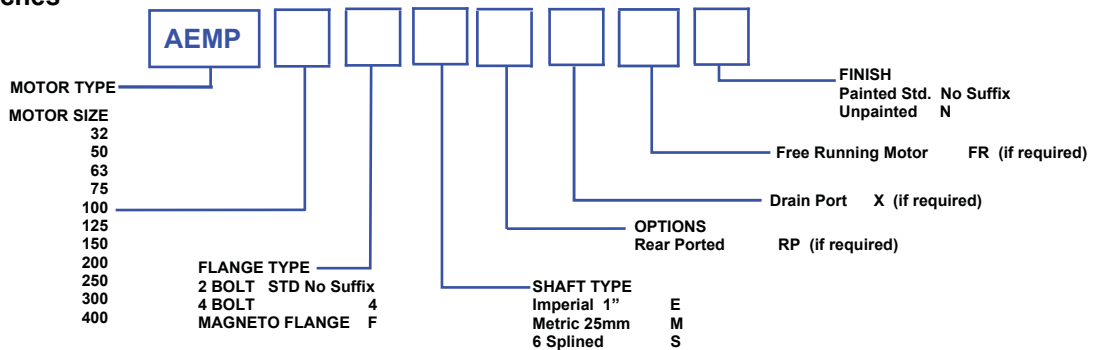 AEMP
MOTOR TYPE
MOTOR SIZE
32
50
63
75
100
125
150
200
250
300
400
FLANGE TYPE
2 BOLT STD No Suffix
4 BOLT 4
MAGNETO FLANGE F
SHAFT TYPE
Imperial 1” E
Metric 25mm M
6 Splined S
OPTIONS
Rear Ported RP (if required)
Drain Port X (if required)
Free Running Motor FR (if required)
FINISH
Painted Std. No Suffix
Unpainted N